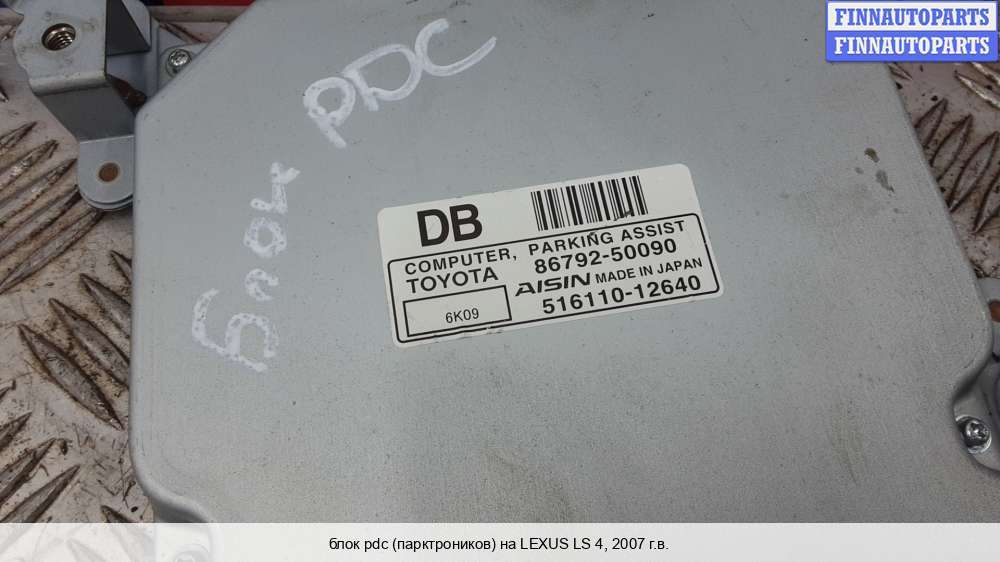 FINNAUTOPARTS
FINNAUTOPARTS
блок PDC
DB
COMPUTER, PARKING ASSIST
TOYOTA 86792-50090
AISIN MADE IN JAPAN
6K09 516110-12640
блок pdc (парктроников) на LEXUS LS 4, 2007 г.в.